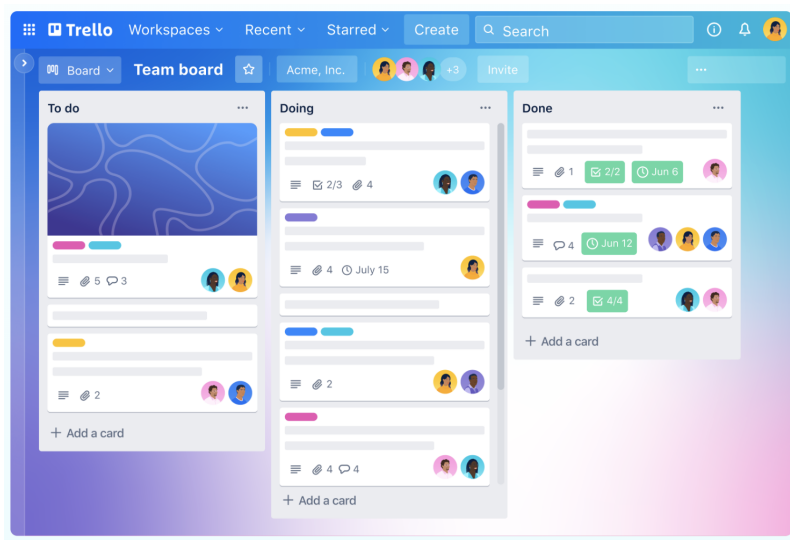 Trello Workspaces Recent Starred Create Search
Board Team board Acme, Inc. +3 Invite
To do
5 3
2
Add a card
Doing
2/3 4
4 July 15
2
4 4
Add a card
Done
1 2/2 Jun 6
4 Jun 12
2 4/4
Add a card